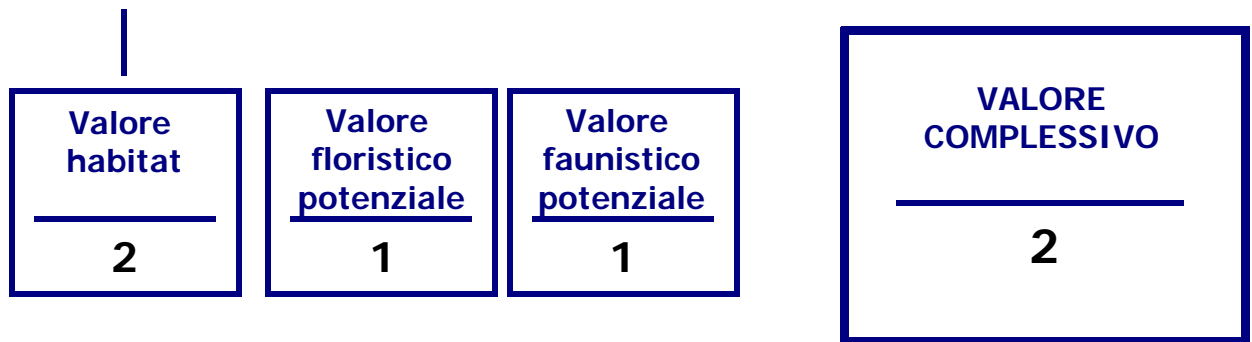 Valore
habitat
2
Valore
floristico
potenziale
1
Valore
faunistico
potenziale
1
VALORE
COMPLESSIVO
2